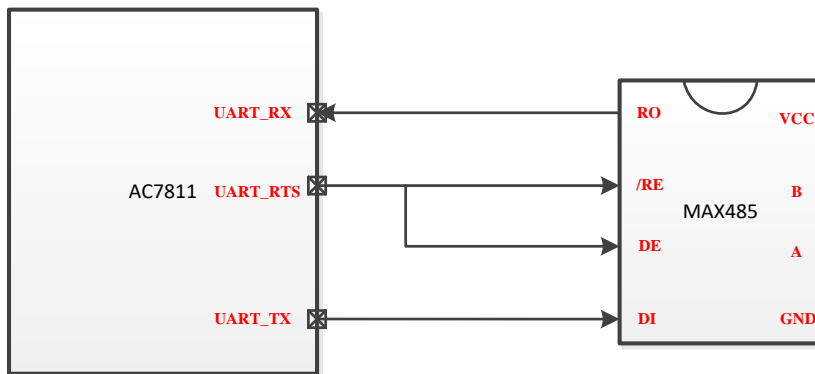 UART_RX
AC7811
UART_RTS
UART_TX
RO
VCC
/RE
B
MAX485
DE
A
DI
GND